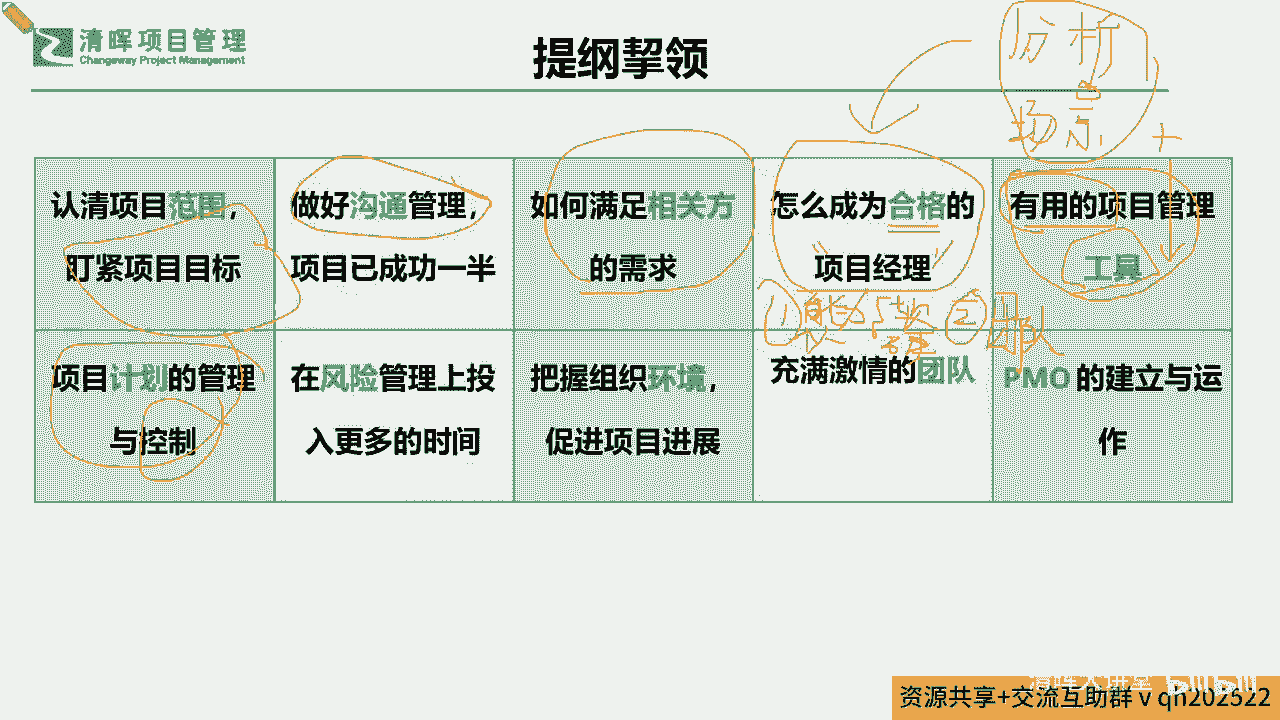 清晖项目管理
Changeway Project Management
提纲挈领
分析
场景 +
认清项目范围，
盯紧项目目标
做好沟通管理，
项目已成功一半
如何满足相关方
的需求
怎么成为合格的
项目经理
有用的项目管理
工具
① 能力
② 团队
项目计划的管理
与控制
在风险管理上投
入更多的时间
把握组织环境，
促进项目进展
充满激情的团队
PMO 的建立与运
作
清晖大讲堂 bilibili
资源共享+交流互助群 v qh202522